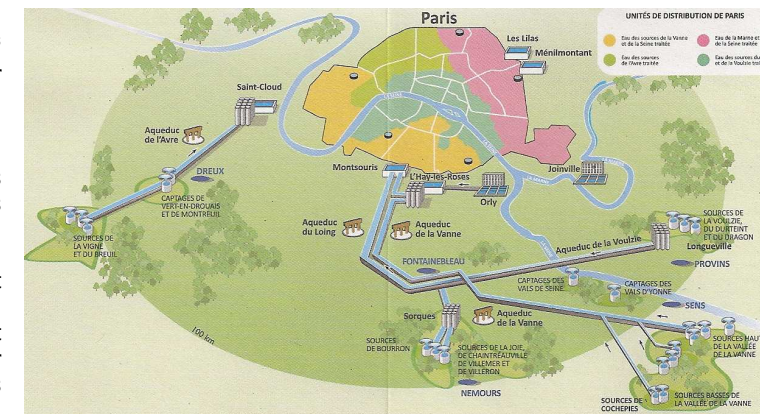 Paris
UNITÉS DE DISTRIBUTION DE PARIS
Eau des sources de la Vanne
et de la Seine traitée
Eau de la Marne et
de la Seine traitée
Eau des sources
de l'Avre traitée
Eau des sources du
et de la Voulzie
Les Lilas
Ménilmontant
Saint-Cloud
Aqueduc
de l'Avre
DREUX
CAPTAGES DE
VERT-EN-DROUAIS
ET DE MONTREUIL
SOURCES DE
LA VIGNE
ET DU BREUIL
Montsouris
L'Haÿ-les-Roses
Orly
Joinville
LA SEINE
Aqueduc
du Loing
Aqueduc
de la Vanne
Aqueduc de la Voulzie
SOURCES DE
LA VOULZIE,
DU DURTEINT
ET DU DRAGON
Longueville
PROVINS
FONTAINEBLEAU
CAPTAGES DES
VALS DE SEINE
CAPTAGES DES
VALS D'YONNE
SENS
Sorques
Aqueduc
de la Vanne
SOURCES
DE BOURRON
SOURCES DE LA JOIE,
DE CHAINTRÉAUVILLE
DE VILLEMER ET
DE VILLERON
NEMOURS
SOURCES HAU
DE LA VALLÉE
DE LA VANNE
SOURCES DE
COCHEPIES
SOURCES BASSES DE
LA VALLÉE DE LA VANNE
100 km